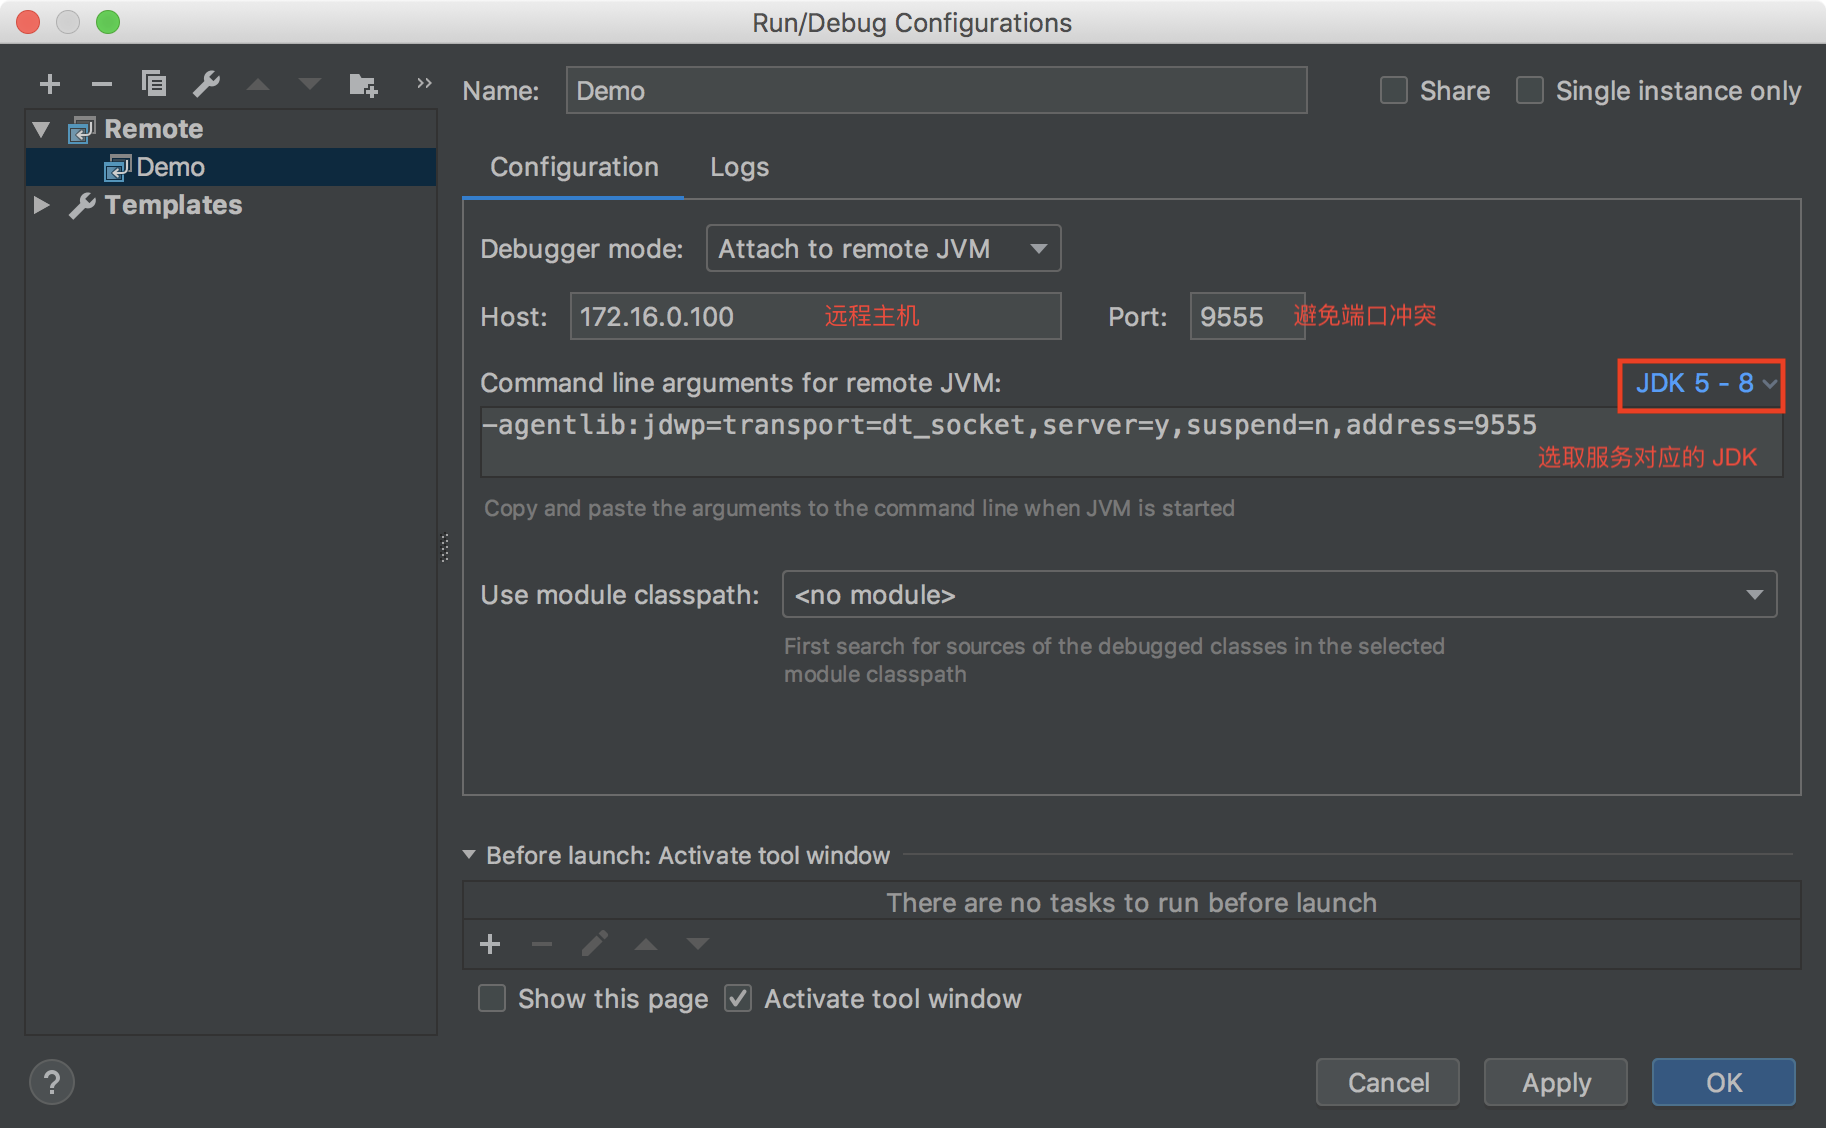 Run/Debug Configurations
Name: Demo
Share
Single instance only
Remote
Demo
Templates
Configuration
Logs
Debugger mode: Attach to remote JVM
Host: 172.16.0.100 远程主机
Port: 9555 避免端口冲突
Command line arguments for remote JVM:
JDK 5 - 8
-agentlib:jdwp=transport=dt_socket,server=y,suspend=n,address=9555
选取服务对应的 JDK
Copy and paste the arguments to the command line when JVM is started
Use module classpath: <no module>
First search for sources of the debugged classes in the selected
module classpath
Before launch: Activate tool window
There are no tasks to run before launch
Show this page
Activate tool window
?
Cancel
Apply
OK